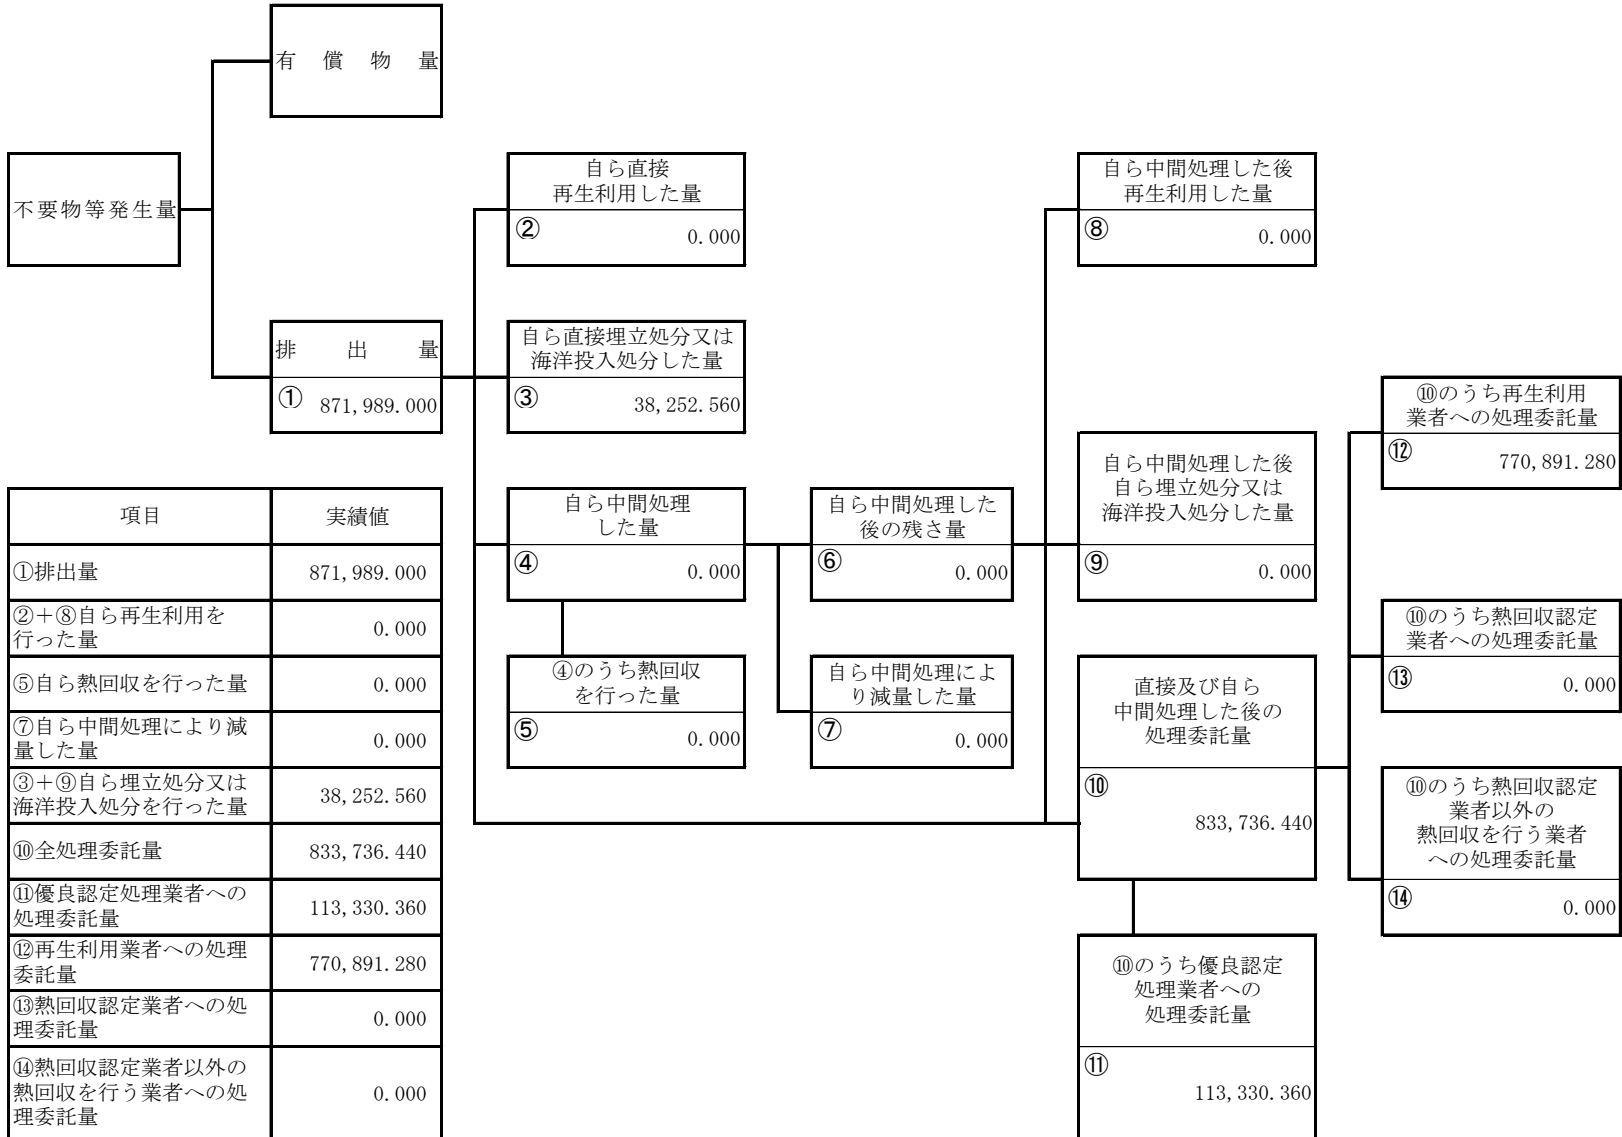 有償物量
不要物等発生量
排出量
① 871,989.000
自ら直接
再生利用した量
② 0.000
自ら直接埋立処分又は
海洋投入処分した量
③ 38,252.560
自ら中間処理
した量
④ 0.000
④のうち熱回収
を行った量
⑤ 0.000
自ら中間処理した
後の残さ量
⑥ 0.000
自ら中間処理によ
り減量した量
⑦ 0.000
自ら中間処理した後
再生利用した量
⑧ 0.000
自ら中間処理した後
自ら埋立処分又は
海洋投入処分した量
⑨ 0.000
直接及び自ら
中間処理した後の
処理委託量
⑩
833,736.440
⑩のうち優良認定
処理業者への
処理委託量
⑪
113,330.360
⑩のうち再生利用
業者への処理委託量
⑫ 770,891.280
⑩のうち熱回収認定
業者への処理委託量
⑬ 0.000
⑩のうち熱回収認定
業者以外の
熱回収を行う業者
への処理委託量
⑭ 0.000
項目 実績値
①排出量 871,989.000
②+⑧自ら再生利用を
行った量 0.000
⑤自ら熱回収を行った量 0.000
⑦自ら中間処理により減
量した量 0.000
③+⑨自ら埋立処分又は
海洋投入処分を行った量 38,252.560
⑩全処理委託量 833,736.440
⑪優良認定処理業者への
処理委託量 113,330.360
⑫再生利用業者への処理
委託量 770,891.280
⑬熱回収認定業者への処
理委託量 0.000
⑭熱回収認定業者以外の
熱回収を行う業者への処
理委託量 0.000